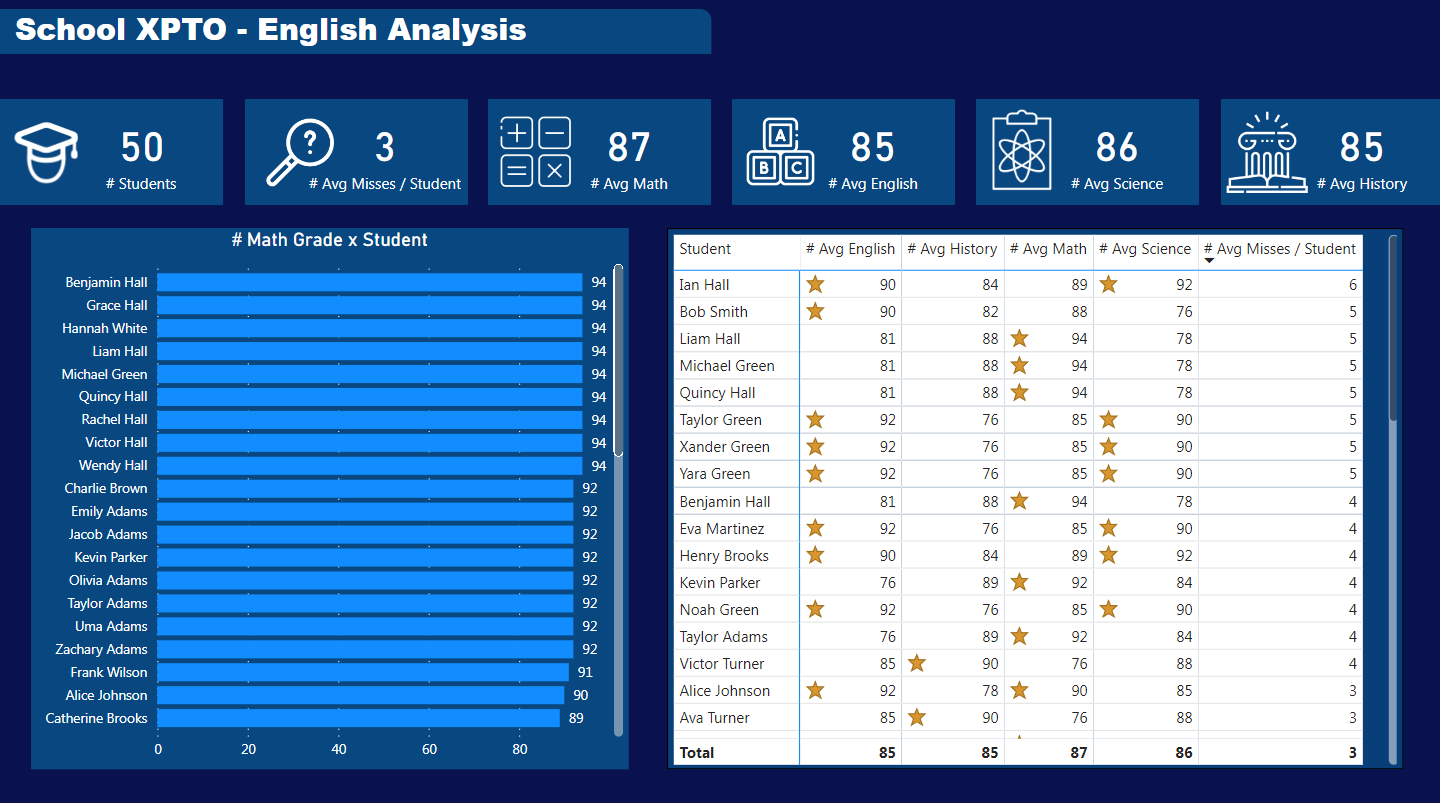 School XPTO - English Analysis
50
# Students
3
# Avg Misses / Student
87
# Avg Math
A
B C
85
# Avg English
86
# Avg Science
85
# Avg History
# Math Grade x Student
Benjamin Hall 94
Grace Hall 94
Hannah White 94
Liam Hall 94
Michael Green 94
Quincy Hall 94
Rachel Hall 94
Victor Hall 94
Wendy Hall 94
Charlie Brown 92
Emily Adams 92
Jacob Adams 92
Kevin Parker 92
Olivia Adams 92
Taylor Adams 92
Uma Adams 92
Zachary Adams 92
Frank Wilson 91
Alice Johnson 90
Catherine Brooks 89
0 20 40 60 80
Student # Avg English # Avg History # Avg Math # Avg Science # Avg Misses / Student
Ian Hall 90 84 89 92 6
Bob Smith 90 82 88 76 5
Liam Hall 81 88 94 78 5
Michael Green 81 88 94 78 5
Quincy Hall 81 88 94 78 5
Taylor Green 92 76 85 90 5
Xander Green 92 76 85 90 5
Yara Green 92 76 85 90 5
Benjamin Hall 81 88 94 78 4
Eva Martinez 92 76 85 90 4
Henry Brooks 90 84 89 92 4
Kevin Parker 76 89 92 84 4
Noah Green 92 76 85 90 4
Taylor Adams 76 89 92 84 4
Victor Turner 85 90 76 88 4
Alice Johnson 92 78 90 85 3
Ava Turner 85 90 76 88 3
Total 85 85 87 86 3